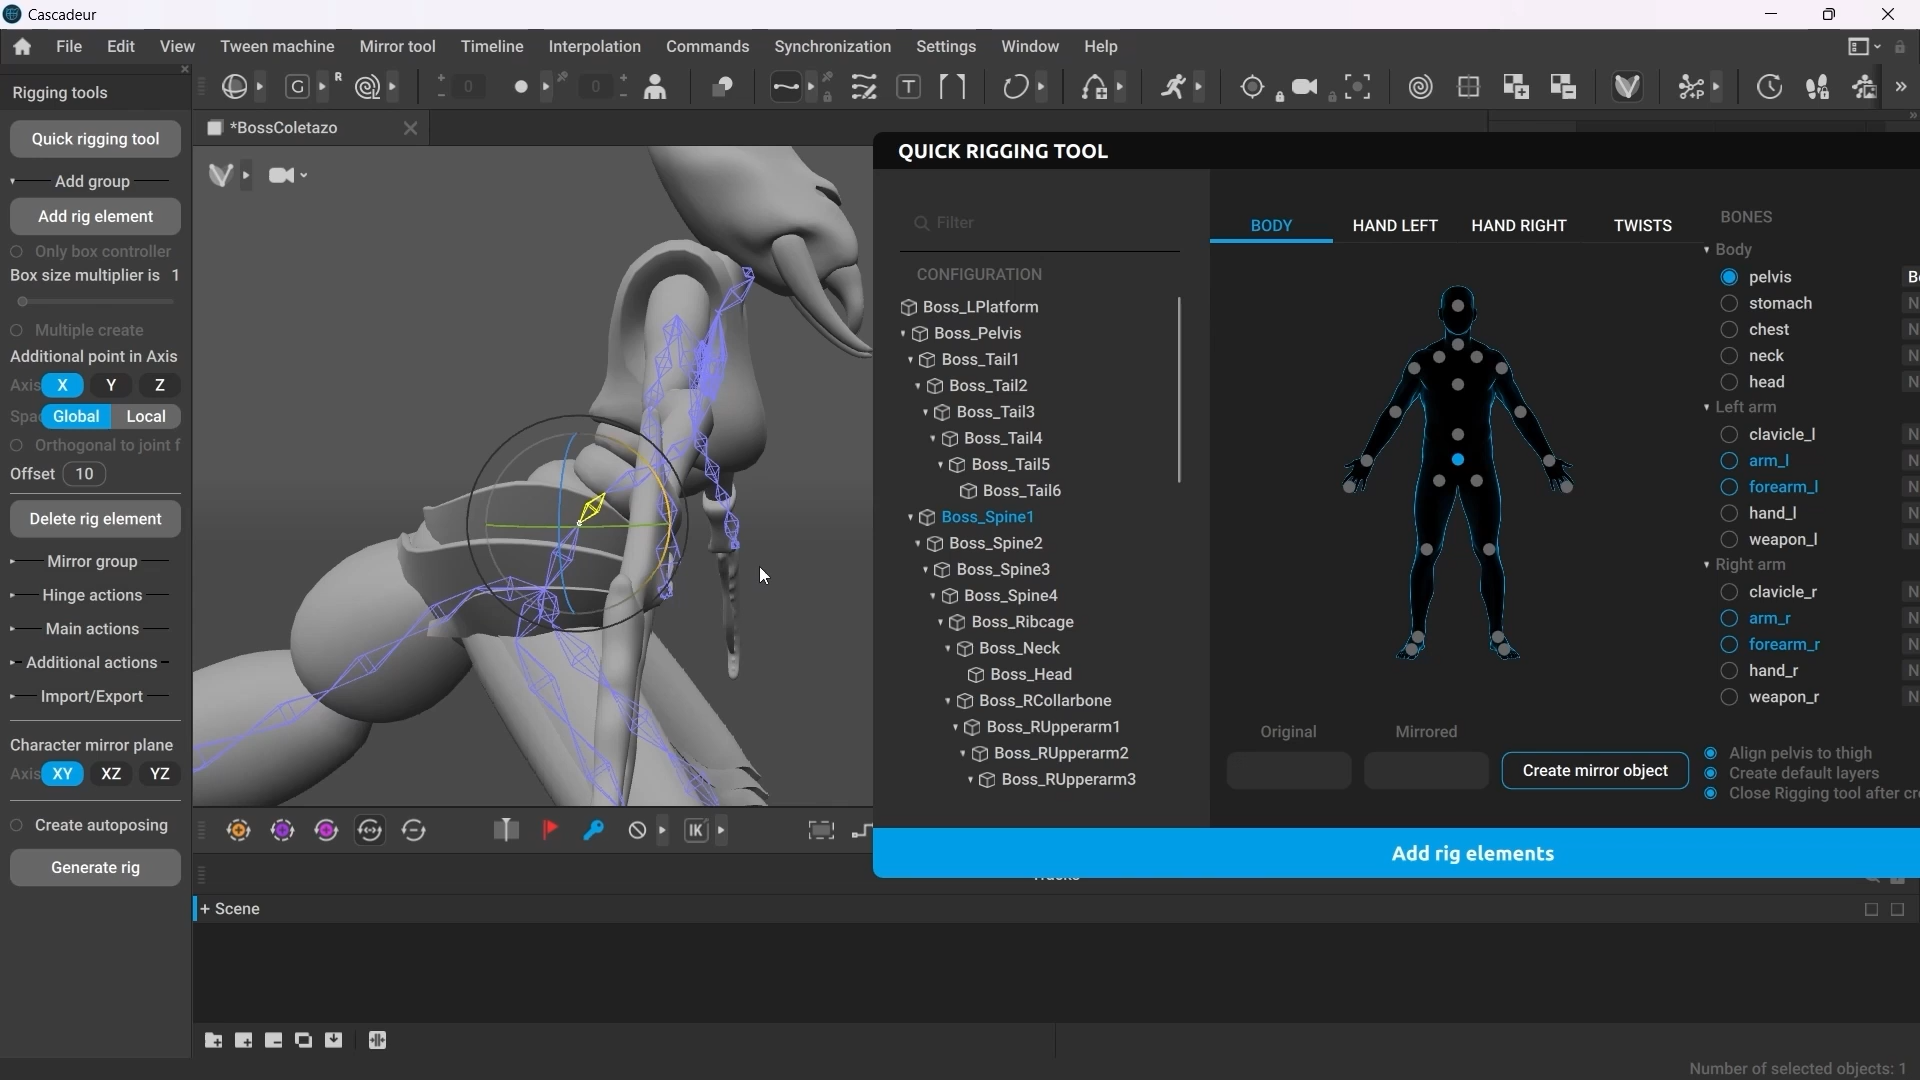 Cascadeur
File Edit View Tween machine Mirror tool Timeline Interpolation Commands Synchronization Settings Window Help
Rigging tools
G R 0 0 T P »
*BossColetazo
Quick rigging tool
Add group
Add rig element
Only box controller
Box size multiplier is 1
Multiple create
Additional point in Axis
Axis X Y Z
Spa Global Local
Orthogonal to joint f
Offset 10
Delete rig element
Mirror group
Hinge actions
Main actions
Additional actions
Import/Export
Character mirror plane
Axis XY XZ YZ
Create autoposing
Generate rig
QUICK RIGGING TOOL
Filter
CONFIGURATION
Boss_LPlatform
Boss_Pelvis
Boss_Tail1
Boss_Tail2
Boss_Tail3
Boss_Tail4
Boss_Tail5
Boss_Tail6
Boss_Spine1
Boss_Spine2
Boss_Spine3
Boss_Spine4
Boss_Ribcage
Boss_Neck
Boss_Head
Boss_RCollarbone
Boss_RUpperarm1
Boss_RUpperarm2
Boss_RUpperarm3
BODY HAND LEFT HAND RIGHT TWISTS
BONES
Body
pelvis B
stomach N
chest N
neck N
head N
Left arm
clavicle_l N
arm_l N
forearm_l N
hand_l N
weapon_l N
Right arm
clavicle_r N
arm_r N
forearm_r N
hand_r N
weapon_r N
Original Mirrored
Create mirror object
Align pelvis to thigh
Create default layers
Close Rigging tool after cr
Add rig elements
IK
+ Scene
Number of selected objects: 1